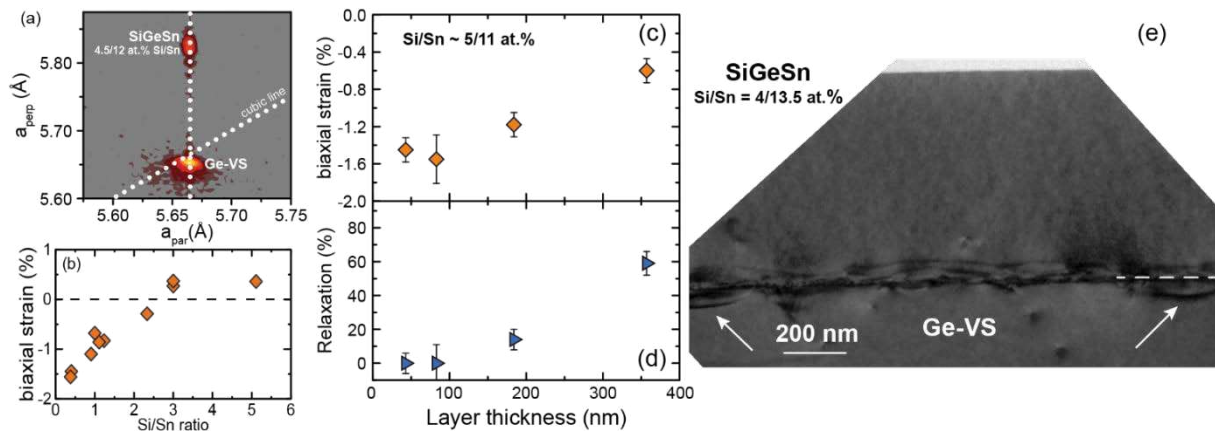 (a)
SiGeSn
4.5/12 at.% Si/Sn
cubic line
Ge-VS
a_perp (Å)
5.80
5.70
5.60
5.60 5.65 5.70 5.75
a_par(Å)
(b)
biaxial strain (%)
1
0
-1
-2
0 1 2 3 4 5 6
Si/Sn ratio
(c)
Si/Sn ~ 5/11 at.%
biaxial strain (%)
0.0
-0.4
-0.8
-1.2
-1.6
-2.0
(d)
Relaxation (%)
80
60
40
20
0
0 100 200 300 400
Layer thickness (nm)
(e)
SiGeSn
Si/Sn = 4/13.5 at.%
200 nm
Ge-VS